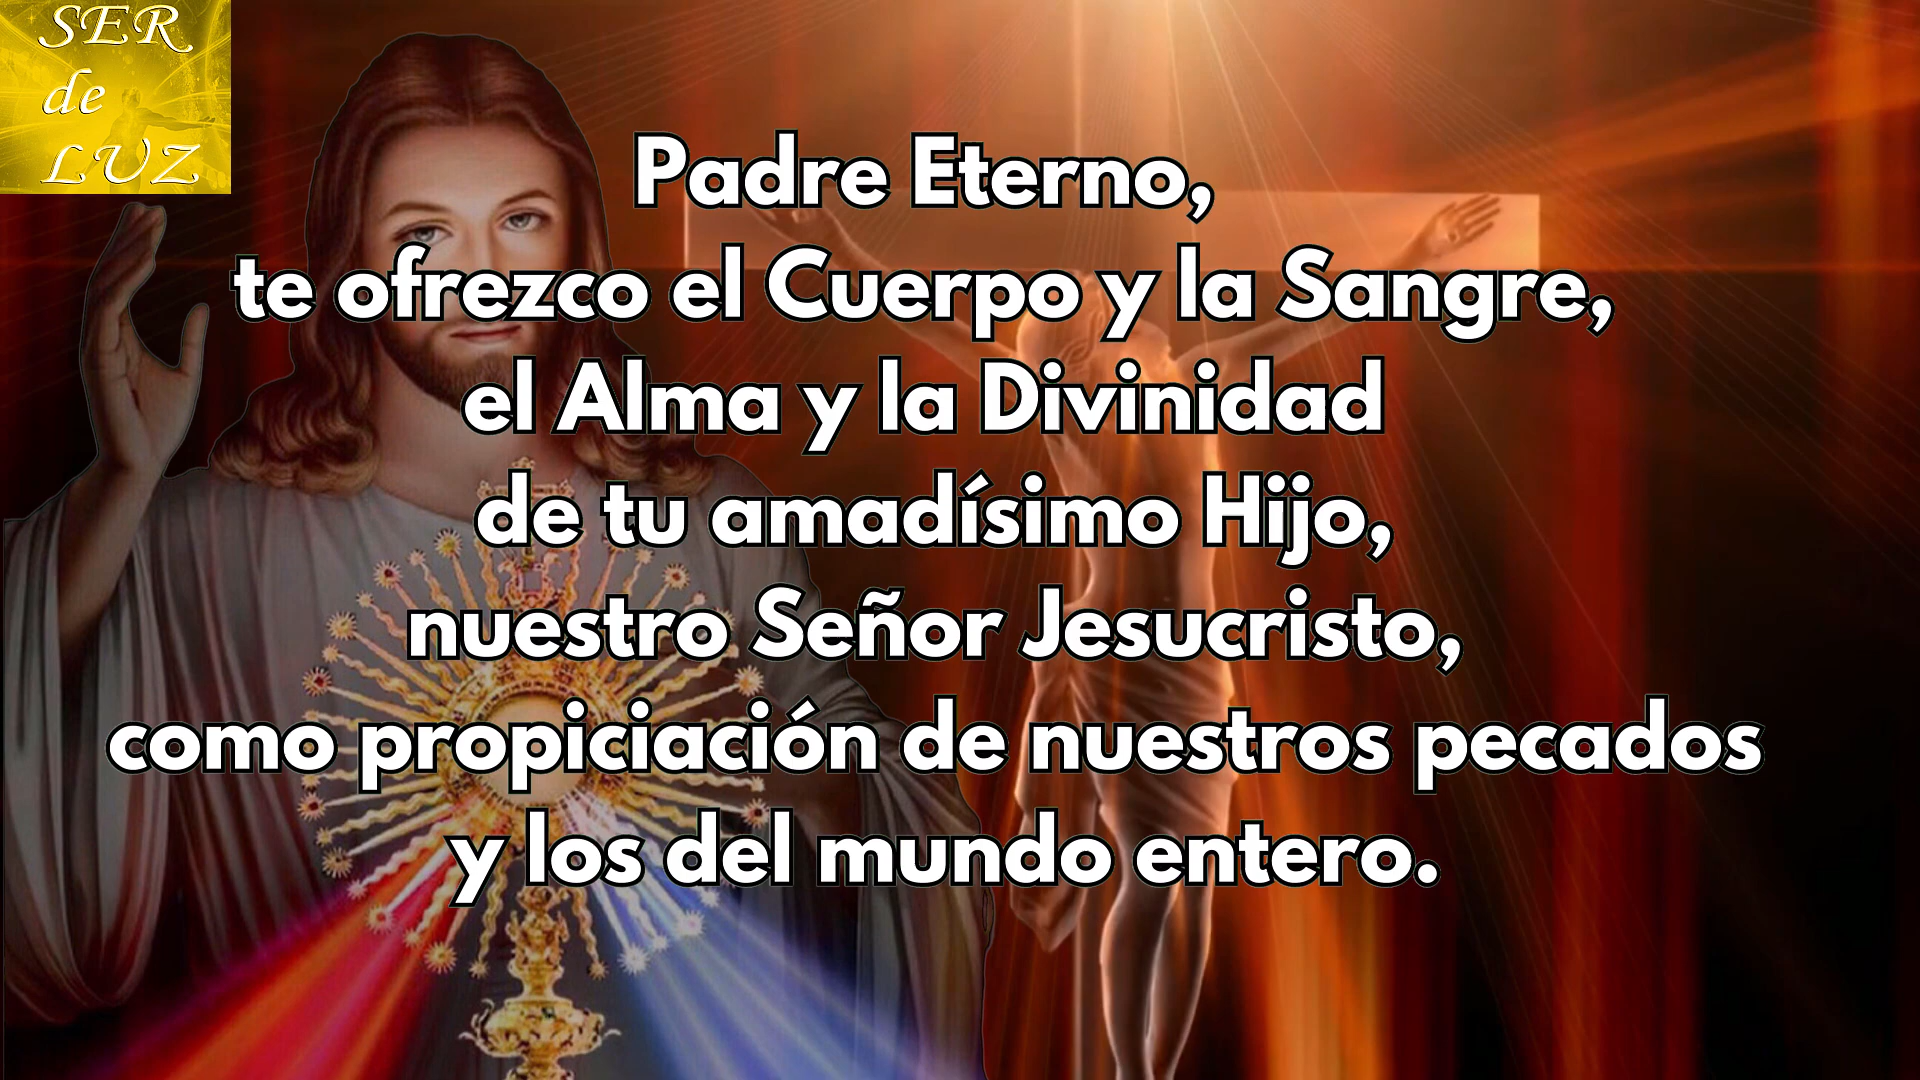 SER
de
LUZ
Padre Eterno,
te ofrezco el Cuerpo y la Sangre,
el Alma y la Divinidad
de tu amadísimo Hijo,
nuestro Señor Jesucristo,
como propiciación de nuestros pecados
y los del mundo entero.